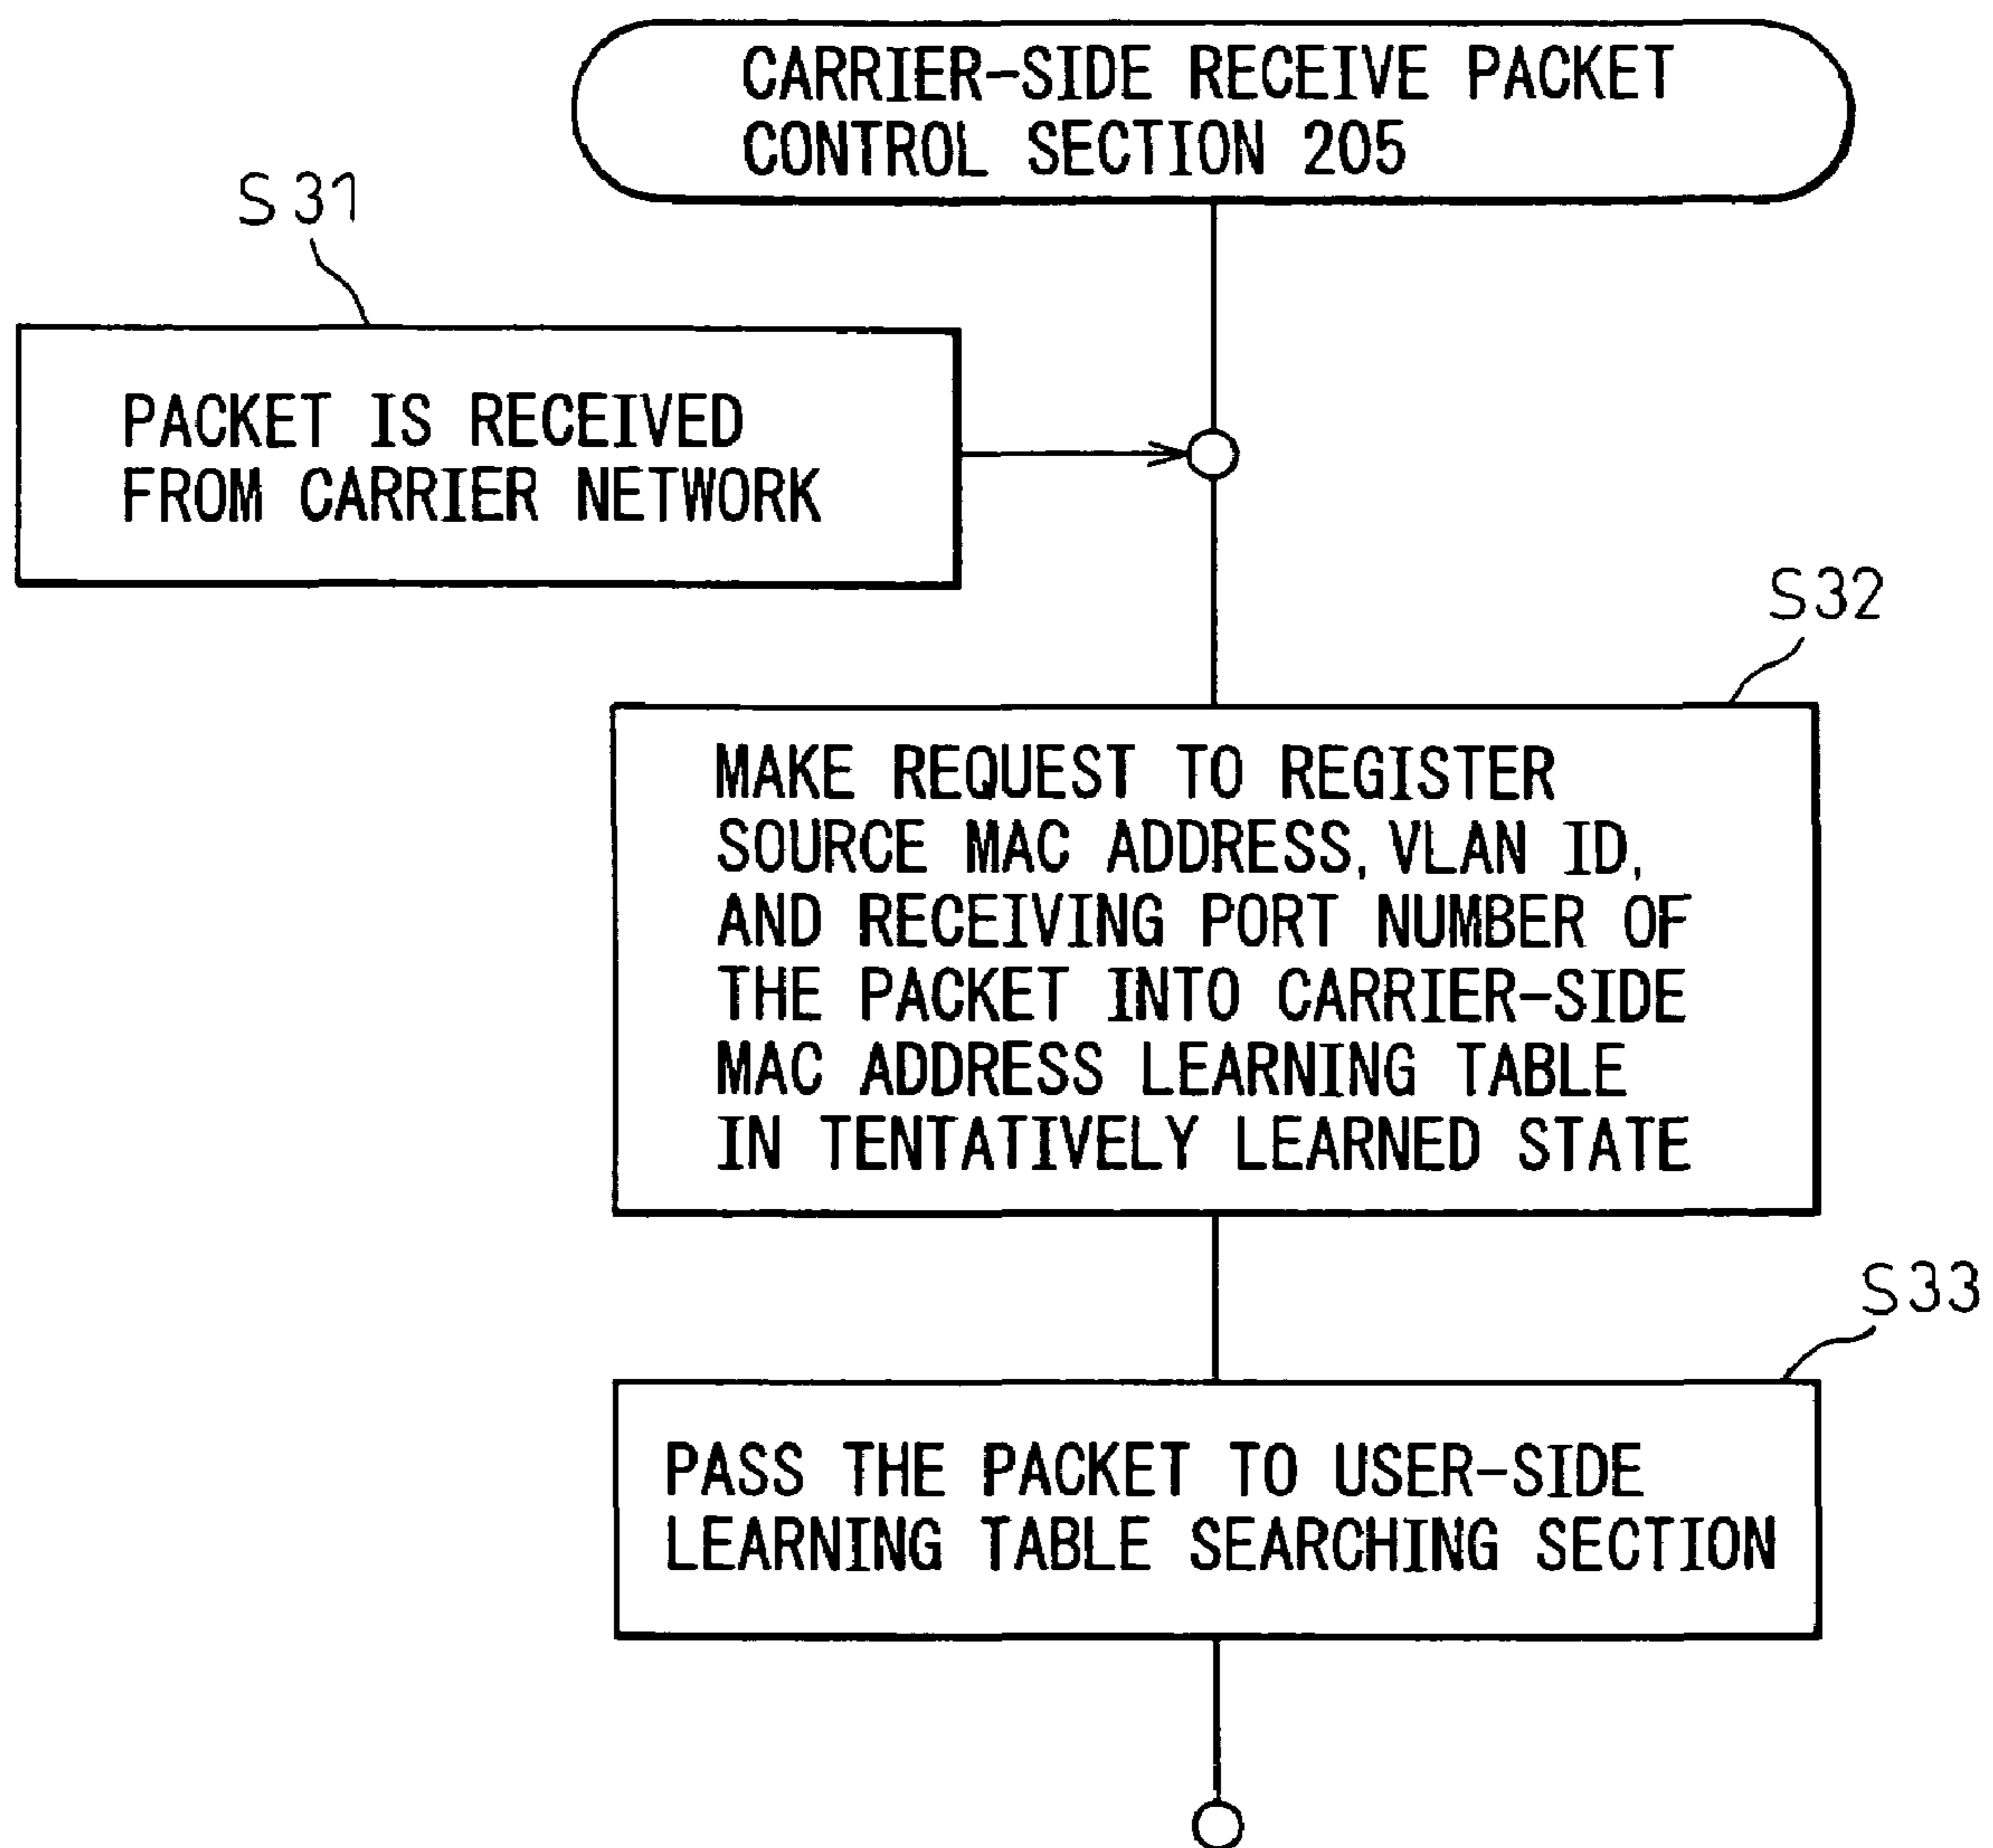 CARRIER-SIDE RECEIVE PACKET
CONTROL SECTION 205
S31
PACKET IS RECEIVED
FROM CARRIER NETWORK
S32
MAKE REQUEST TO REGISTER
SOURCE MAC ADDRESS, VLAN ID,
AND RECEIVING PORT NUMBER OF
THE PACKET INTO CARRIER-SIDE
MAC ADDRESS LEARNING TABLE
IN TENTATIVELY LEARNED STATE
S33
PASS THE PACKET TO USER-SIDE
LEARNING TABLE SEARCHING SECTION